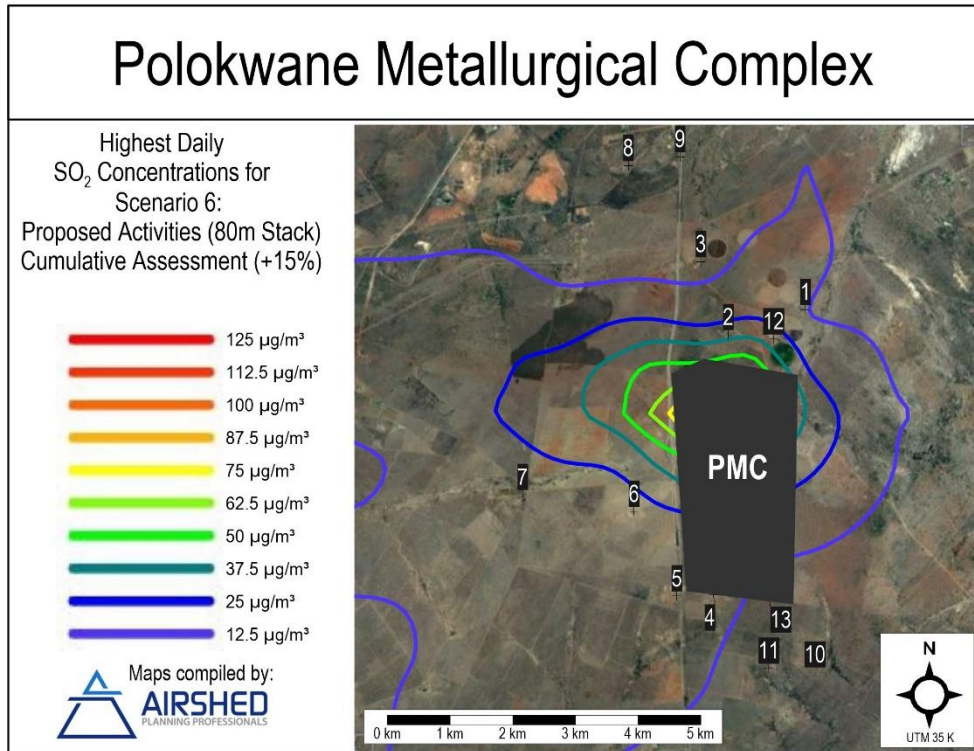 Polokwane Metallurgical Complex
Highest Daily
SO₂ Concentrations for
Scenario 6:
Proposed Activities (80m Stack)
Cumulative Assessment (+15%)
125 µg/m³
112.5 µg/m³
100 µg/m³
87.5 µg/m³
75 µg/m³
62.5 µg/m³
50 µg/m³
37.5 µg/m³
25 µg/m³
12.5 µg/m³
Maps compiled by:
AIRSHED
PLANNING PROFESSIONALS
8
9
3
1
2
12
PMC
7
6
5
4
13
11
10
0 km 1 km 2 km 3 km 4 km 5 km
N
UTM 35 K